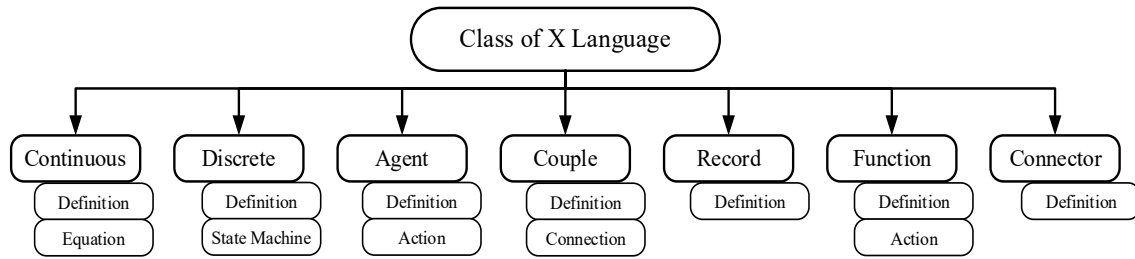 Class of X Language
Continuous
Discrete
Agent
Couple
Record
Function
Connector
Definition
Definition
Definition
Definition
Definition
Definition
Definition
Equation
State Machine
Action
Connection
Action